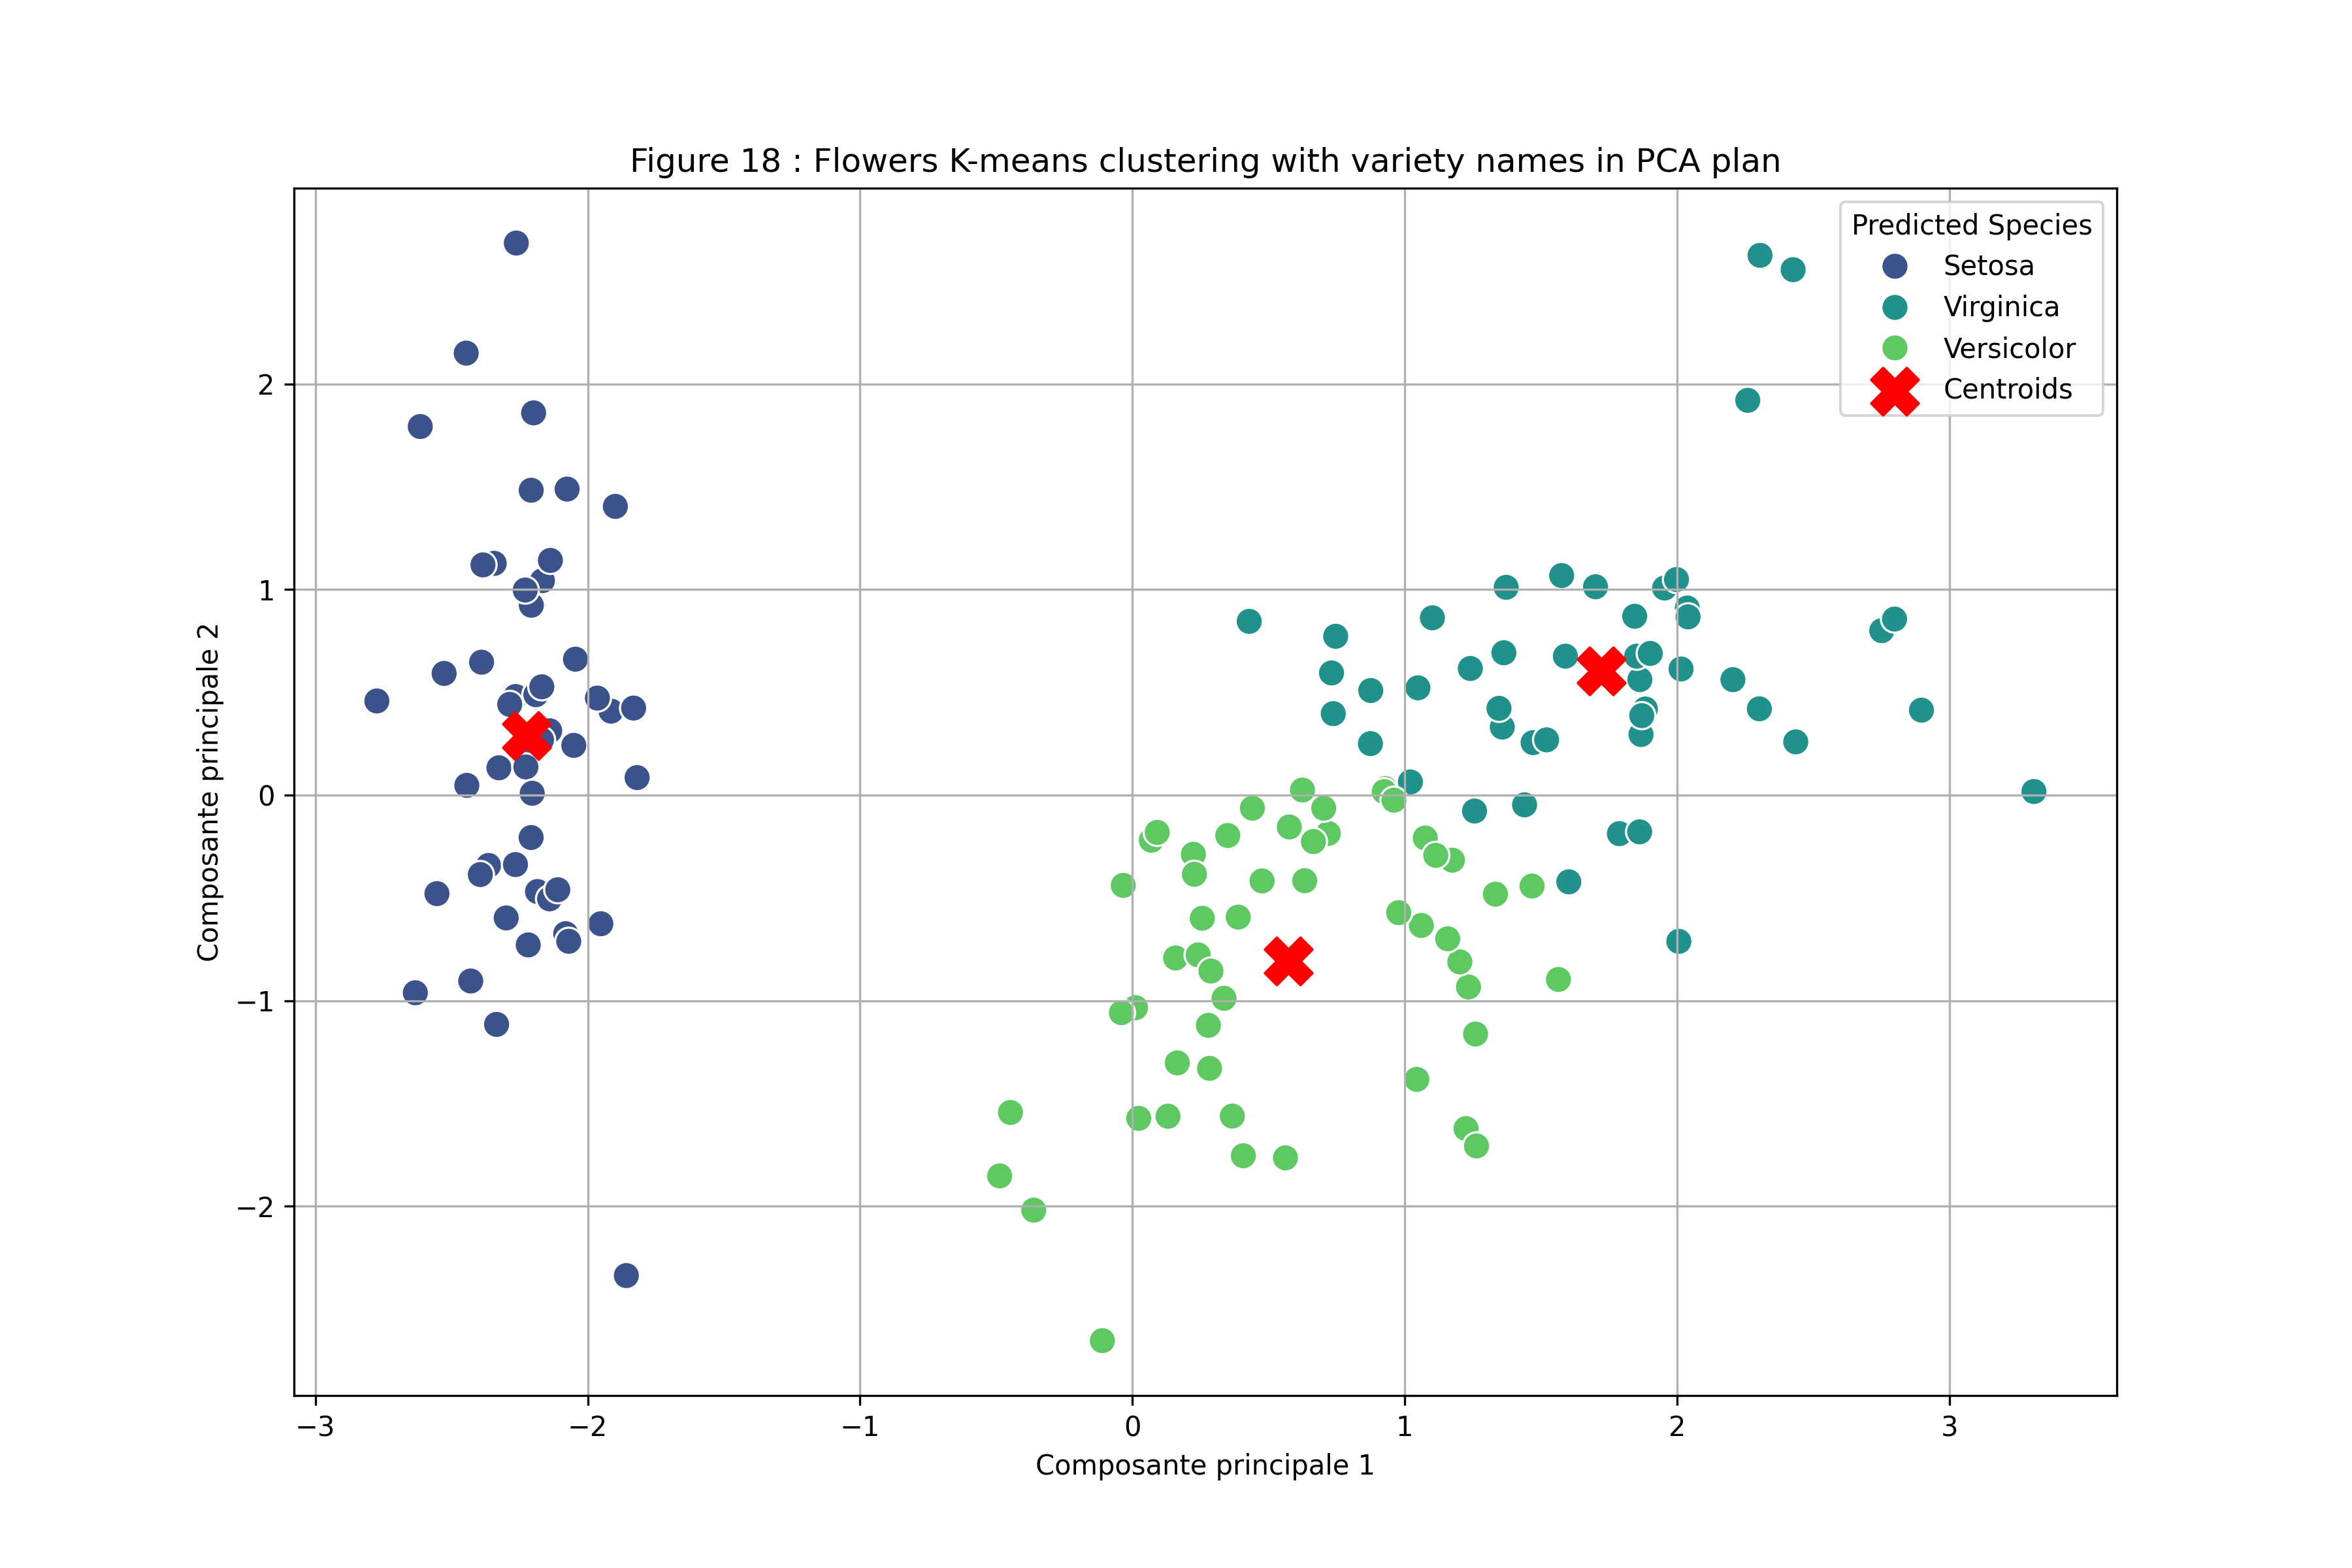 Figure 18 : Flowers K-means clustering with variety names in PCA plan
Predicted Species
Setosa
Virginica
Versicolor
Centroids
Composante principale 2
2
1
0
−1
−2
−3
−2
−1
0
1
2
3
Composante principale 1